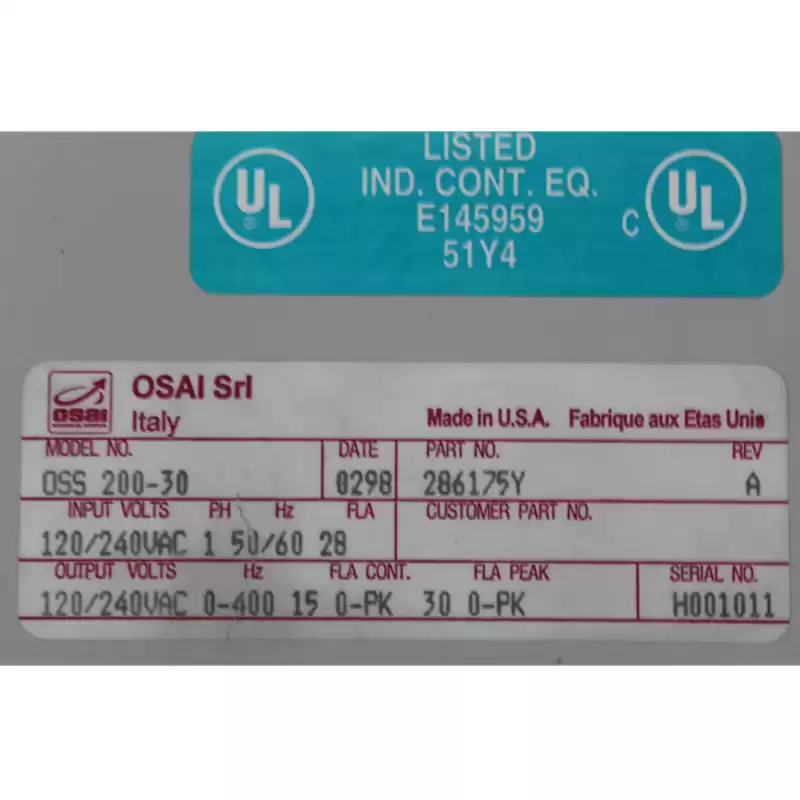 LISTED
UL IND. CONT. EQ. C UL
E145959
51Y4
OSAI OSAI Srl
Italy Made in U.S.A. Fabrique aux Etas Unis
MODEL NO. DATE PART NO. REV
OSS 200-30 0298 286175Y A
INPUT VOLTS PH Hz FLA CUSTOMER PART NO.
120/240VAC 1 50/60 28
OUTPUT VOLTS Hz FLA CONT. FLA PEAK SERIAL NO.
120/240VAC 0-400 15 0-PK 30 0-PK H001011